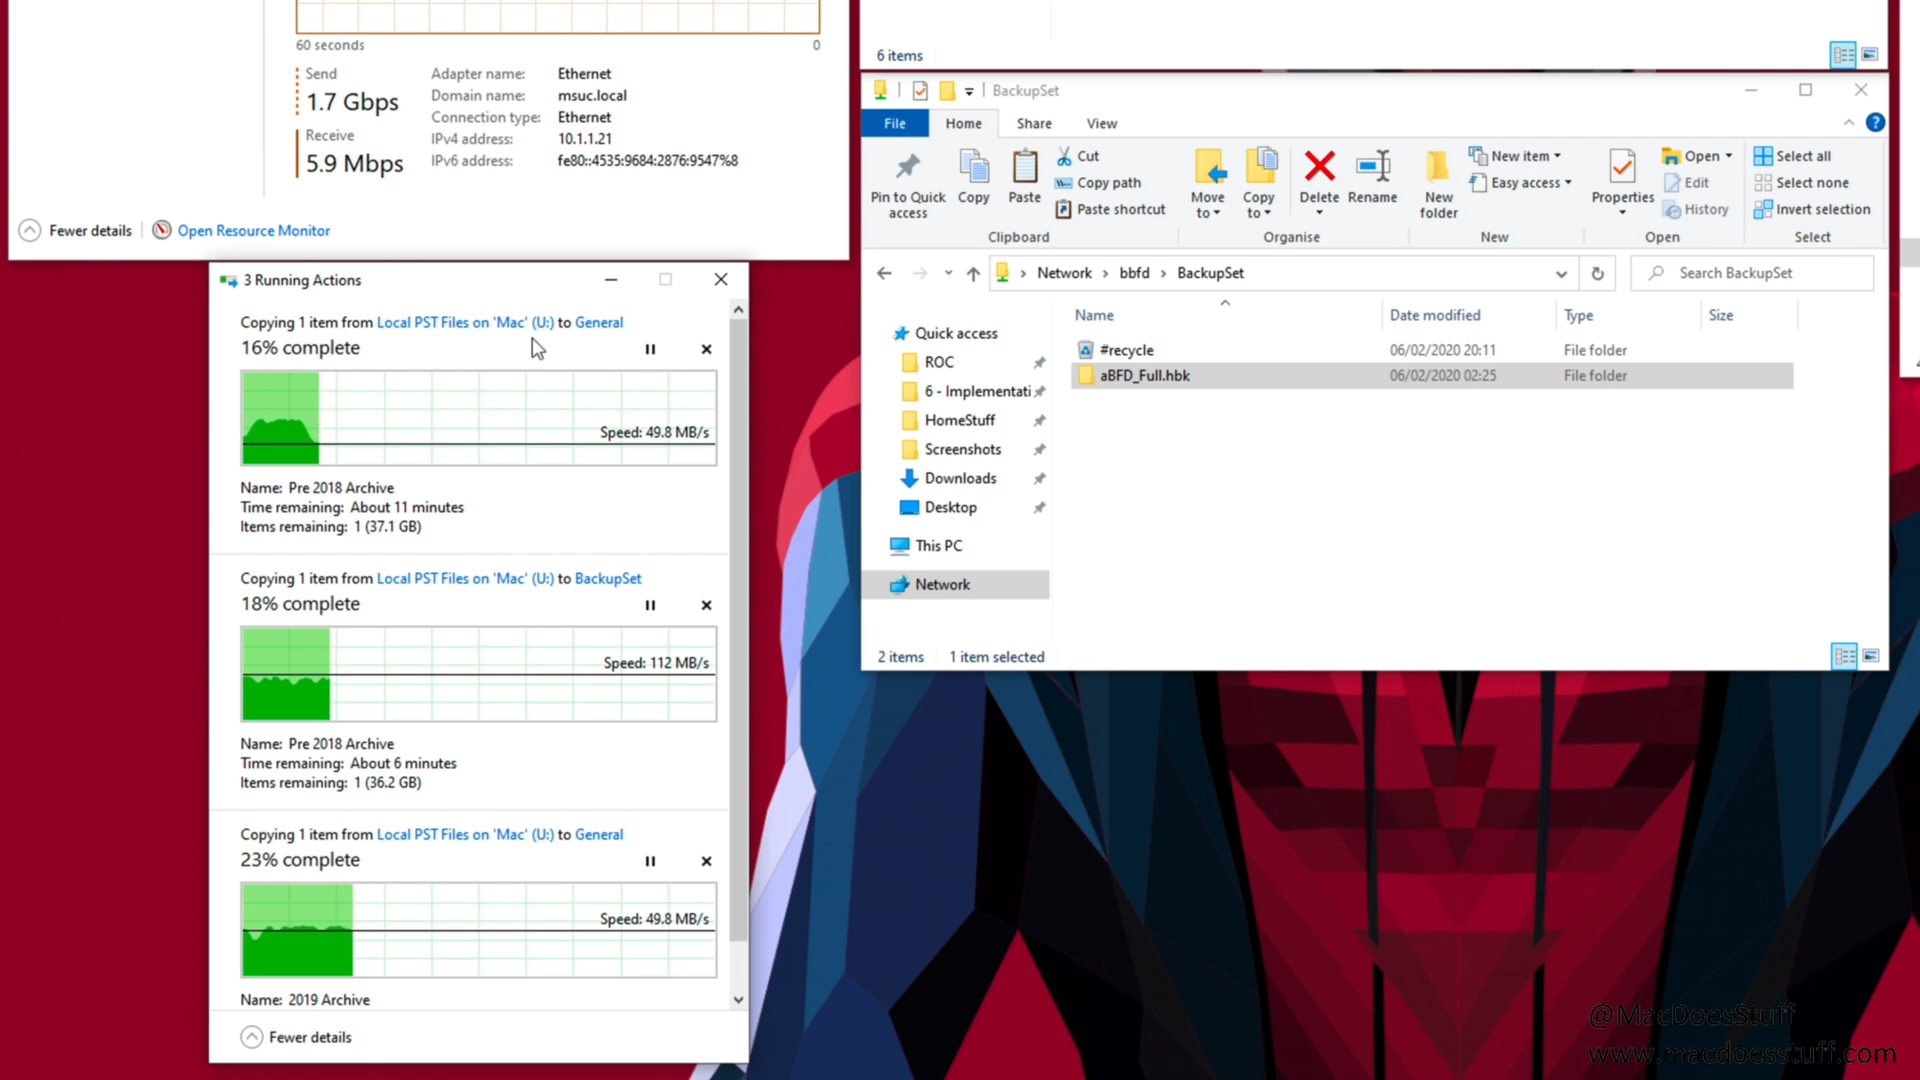 60 seconds
0
Send
1.7 Gbps
Receive
5.9 Mbps
Adapter name: Ethernet
Domain name: msuc.local
Connection type: Ethernet
IPv4 address: 10.1.1.21
IPv6 address: fe80::4535:9684:2876:9547%8
Fewer details
Open Resource Monitor
3 Running Actions
Copying 1 item from Local PST Files on 'Mac' (U:) to General
16% complete
Speed: 49.8 MB/s
Name: Pre 2018 Archive
Time remaining: About 11 minutes
Items remaining: 1 (37.1 GB)
Copying 1 item from Local PST Files on 'Mac' (U:) to BackupSet
18% complete
Speed: 112 MB/s
Name: Pre 2018 Archive
Time remaining: About 6 minutes
Items remaining: 1 (36.2 GB)
Copying 1 item from Local PST Files on 'Mac' (U:) to General
23% complete
Speed: 49.8 MB/s
Name: 2019 Archive
Fewer details
6 items
BackupSet
File Home Share View
Pin to Quick access
Copy
Paste
Cut
Copy path
Paste shortcut
Clipboard
Move to
Copy to
Delete
Rename
Organise
New folder
New item
Easy access
New
Properties
Open
Edit
History
Open
Select all
Select none
Invert selection
Select
Network bbfd BackupSet
Search BackupSet
Name Date modified Type Size
#recycle 06/02/2020 20:11 File folder
aBFD_Full.hbk 06/02/2020 02:25 File folder
Quick access
ROC
6 - Implementati
HomeStuff
Screenshots
Downloads
Desktop
This PC
Network
2 items 1 item selected
@MacDoesStuff
www.macdoesstuff.com